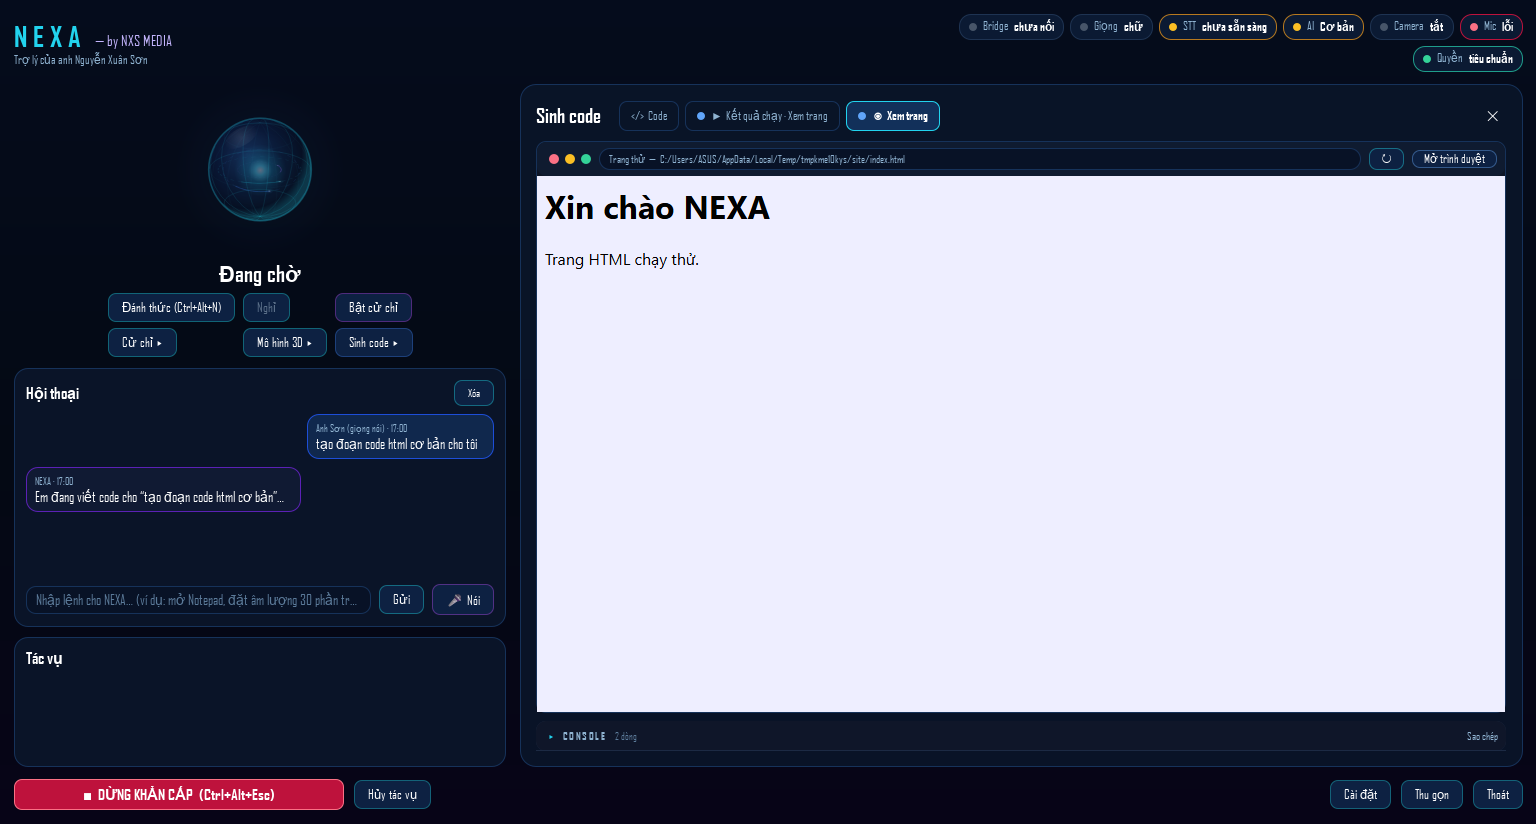 NEXA — by NXS MEDIA
Trợ lý của anh Nguyễn Xuân Sơn
Bridge chưa nối
Giọng chữ
STT chưa sẵn sàng
AI Cơ bản
Camera tắt
Mic lỗi
Quyền tiêu chuẩn
Đang chờ
Đánh thức (Ctrl+Alt+N)
Nghỉ
Bật cử chỉ
Cử chỉ ▸
Mô hình 3D ▸
Sinh code ▸
Hội thoại
Xóa
Anh Sơn (giọng nói) · 17:00
tạo đoạn code html cơ bản cho tôi
NEXA · 17:00
Em đang viết code cho “tạo đoạn code html cơ bản”...
Nhập lệnh cho NEXA... (ví dụ: mở Notepad, đặt âm lượng 30 phần tr...
Gửi
Nói
Tác vụ
Sinh code
</> Code
▶ Kết quả chạy · Xem trang
◉ Xem trang
Trang thử — C:/Users/ASUS/AppData/Local/Temp/tmpkmel0kys/site/index.html
Mở trình duyệt
Xin chào NEXA
Trang HTML chạy thử.
▸ CONSOLE 2 dòng
Sao chép
■ DỪNG KHẨN CẤP (Ctrl+Alt+Esc)
Hủy tác vụ
Cài đặt
Thu gọn
Thoát